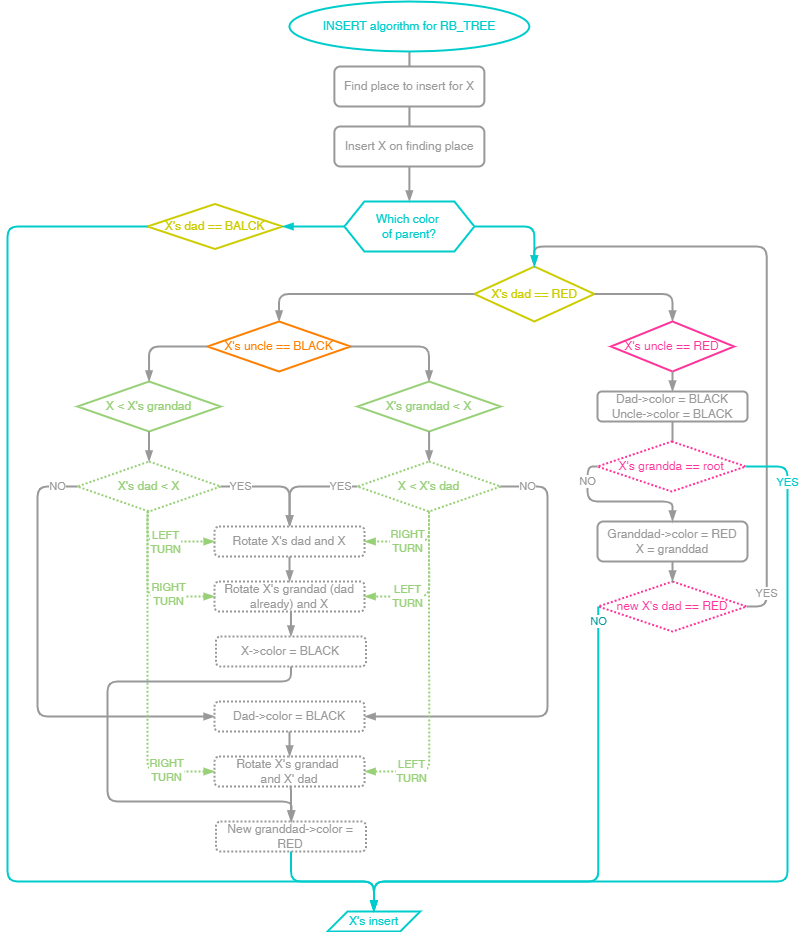 INSERT algorithm for RB_TREE
Find place to insert for X
Insert X on finding place
Which color
of parent?
X's dad == BALCK
X's dad == RED
X's uncle == BLACK
X's uncle == RED
X < X's grandad
X's grandad < X
Dad->color = BLACK
Uncle->color = BLACK
X's grandda == root
NO
X's dad < X
YES
YES
X < X's dad
NO
NO
YES
LEFT
TURN
Rotate X's dad and X
RIGHT
TURN
Granddad->color = RED
X = granddad
RIGHT
TURN
Rotate X's grandad (dad
already) and X
LEFT
TURN
new X's dad == RED
YES
NO
X->color = BLACK
Dad->color = BLACK
RIGHT
TURN
Rotate X's grandad
and X' dad
LEFT
TURN
New granddad->color =
RED
X's insert